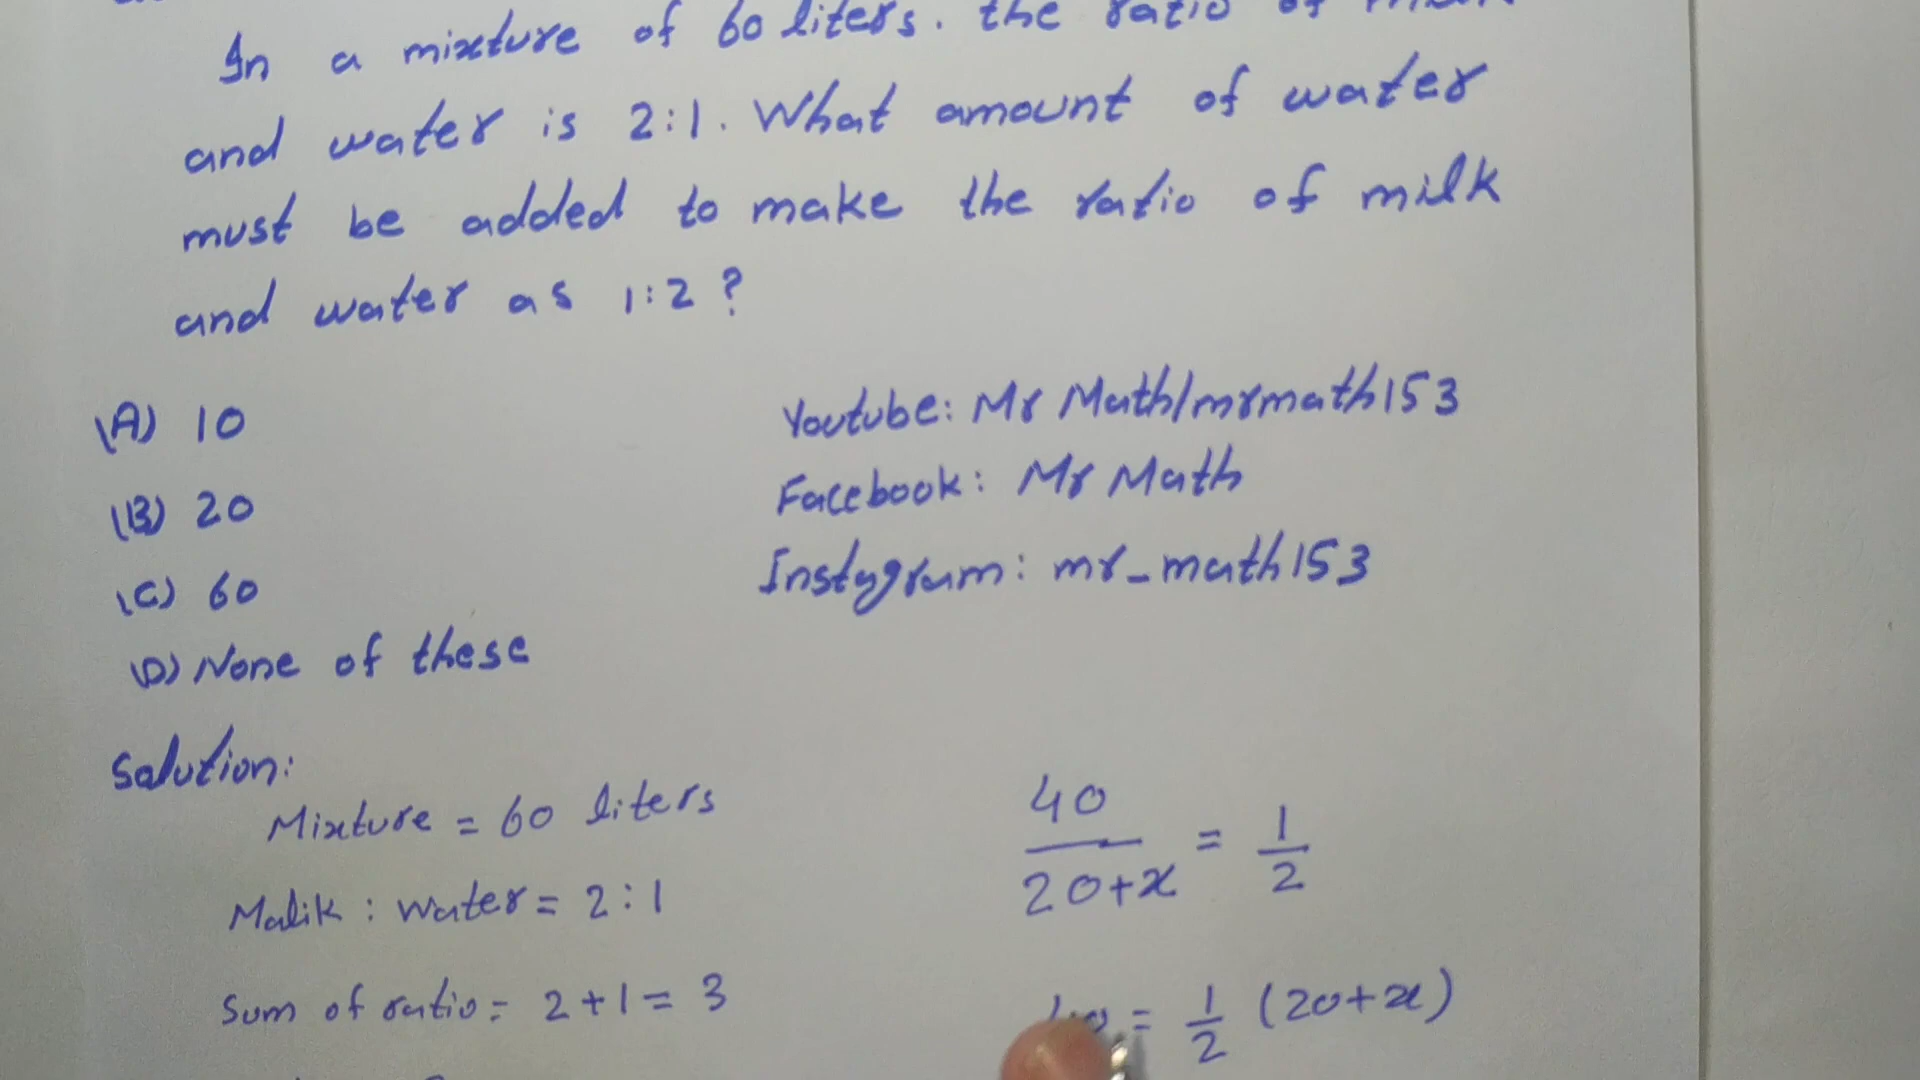 In a mixture of 60 liters. the ratio of milk
and water is 2:1. What amount of water
must be added to make the ratio of milk
and water as 1:2?
(A) 10
(B) 20
(C) 60
(D) None of these
Youtube: Mr Math/mrmath153
Facebook: Mr Math
Instagram: mr_math153
Solution:
Mixture = 60 liters
Malik : Water = 2:1
Sum of ratio = 2+1 = 3
40
20+x = 1/2
40 = 1/2 (20+x)